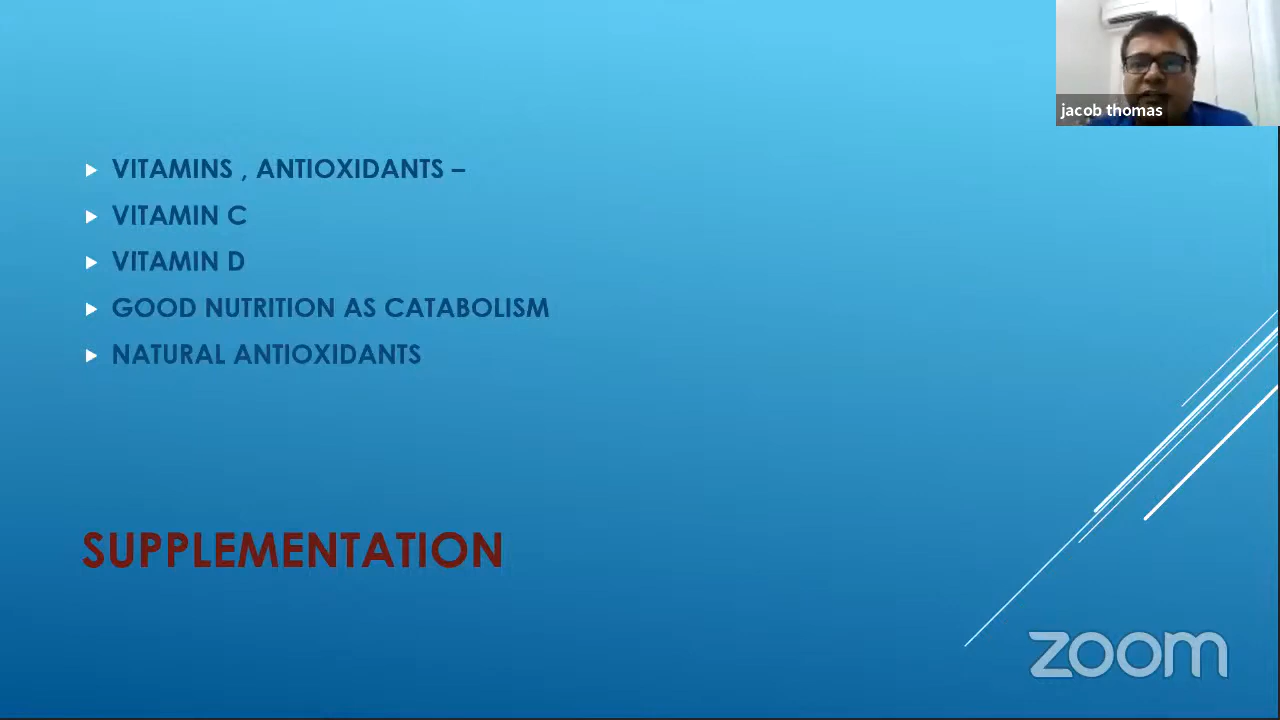 jacob thomas
VITAMINS , ANTIOXIDANTS –
VITAMIN C
VITAMIN D
GOOD NUTRITION AS CATABOLISM
NATURAL ANTIOXIDANTS
SUPPLEMENTATION
zoom